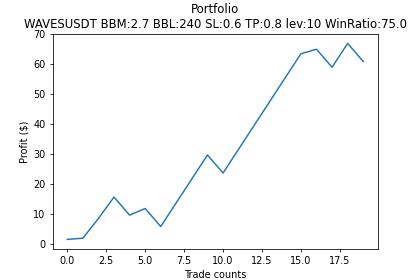 Portfolio
WAVESUSDT BBM:2.7 BBL:240 SL:0.6 TP:0.8 lev:10 WinRatio:75.0
70
60
50
40
30
20
10
0
Profit ($)
0.0 2.5 5.0 7.5 10.0 12.5 15.0 17.5
Trade counts